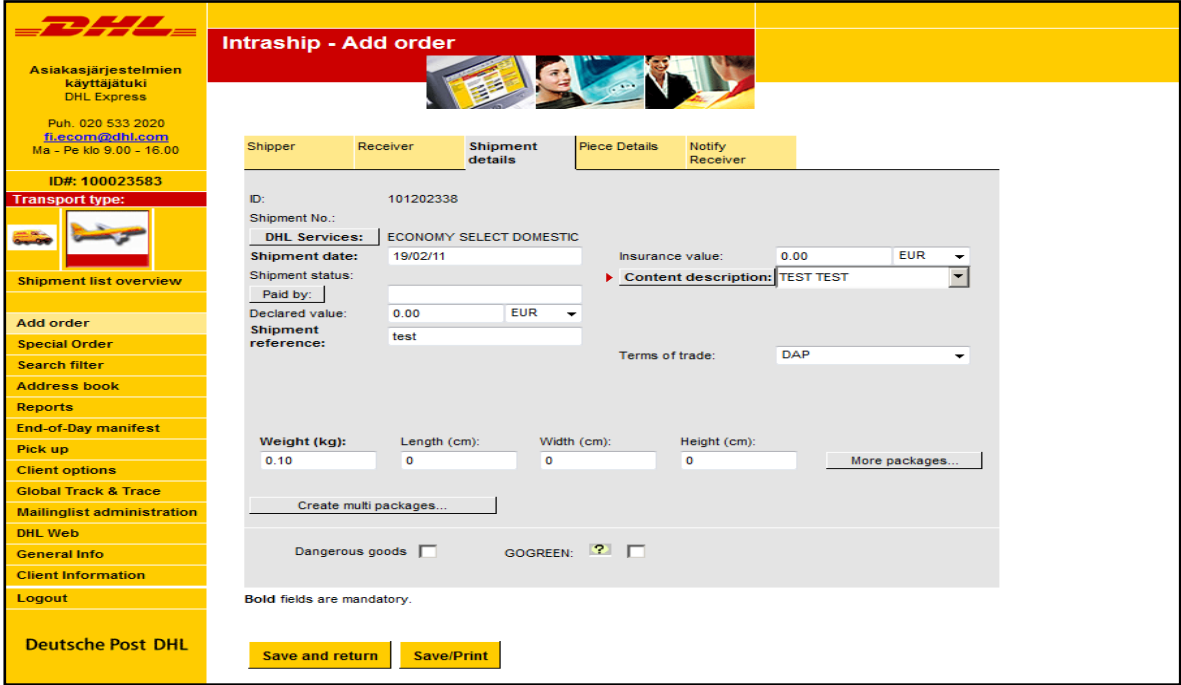 DHL
Asiakasjärjestelmien
käyttäjätuki
DHL Express
Puh. 020 533 2020
fi.ecom@dhl.com
Ma - Pe klo 9.00 - 16.00
ID#: 100023583
Transport type:
Shipment list overview
Add order
Special Order
Search filter
Address book
Reports
End-of-Day manifest
Pick up
Client options
Global Track & Trace
Mailinglist administration
DHL Web
General Info
Client Information
Logout
Deutsche Post DHL
Intraship - Add order
Shipper
Receiver
Shipment
details
Piece Details
Notify
Receiver
ID: 101202338
Shipment No.:
DHL Services: ECONOMY SELECT DOMESTIC
Shipment date: 19/02/11 Insurance value: 0.00 EUR
Shipment status: Content description: TEST TEST
Paid by:
Declared value: 0.00 EUR
Shipment
reference: test
Terms of trade: DAP
Weight (kg): Length (cm): Width (cm): Height (cm):
0.10 0 0 0 More packages...
Create multi packages...
Dangerous goods GOGREEN: ?
Bold fields are mandatory.
Save and return Save/Print